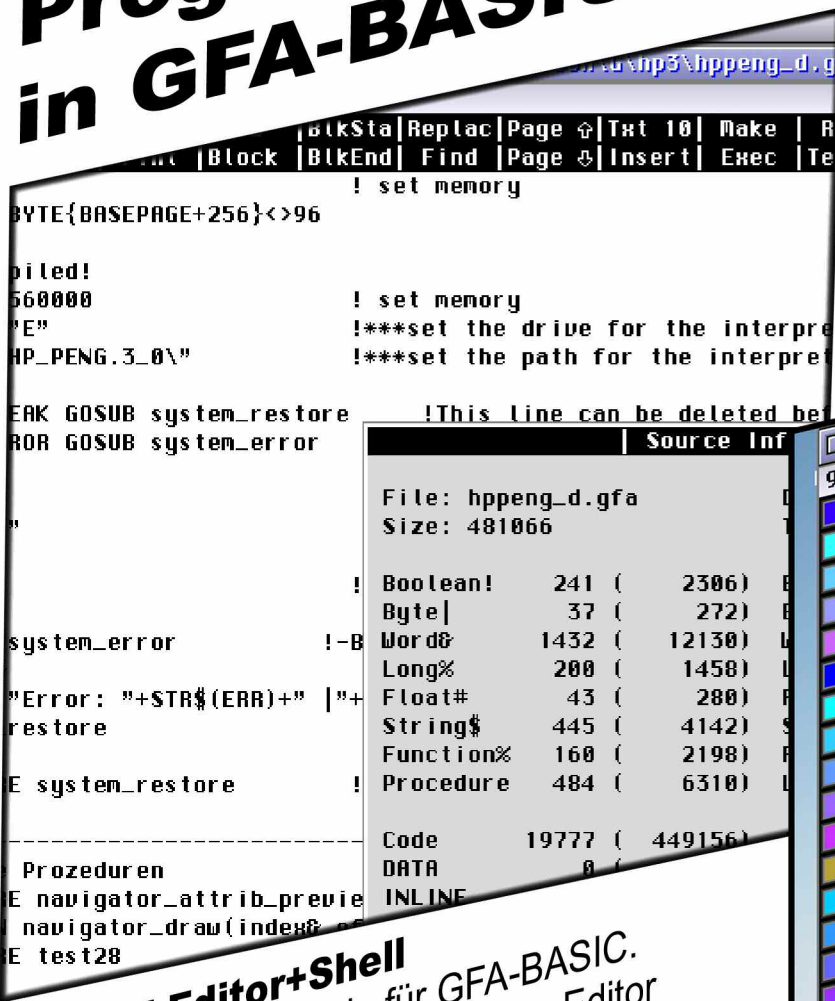 in GFA-BASIC
\np3\hppeng_d.g
|BlkSta|Replac|Page ⇧|Txt 10| Make | R
|Block |BlkEnd| Find |Page ⇩|Insert| Exec |Te
! set memory
BYTE{BASEPAGE+256}<>96
piled!
560000 ! set memory
"E" !***set the drive for the interpre
HP_PENG.3_0\" !***set the path for the interpret
EAK GOSUB system_restore !This line can be deleted bef
ROR GOSUB system_error
| Source Inf
File: hppeng_d.gfa
" Size: 481066
! Boolean! 241 ( 2306)
Byte| 37 ( 272)
system_error !-B Word& 1432 ( 12130)
Long% 200 ( 1458)
"Error: "+STR$(ERR)+" |"+ Float# 43 ( 280)
restore String$ 445 ( 4142)
Function% 160 ( 2198)
E system_restore ! Procedure 484 ( 6310)
------------------------- Code 19777 ( 449156)
Prozeduren DATA 0 (
E navigator_attrib_previe INLINE
navigator_draw(index&
E test28
Editor+Shell
für GFA-BASIC.
Editor